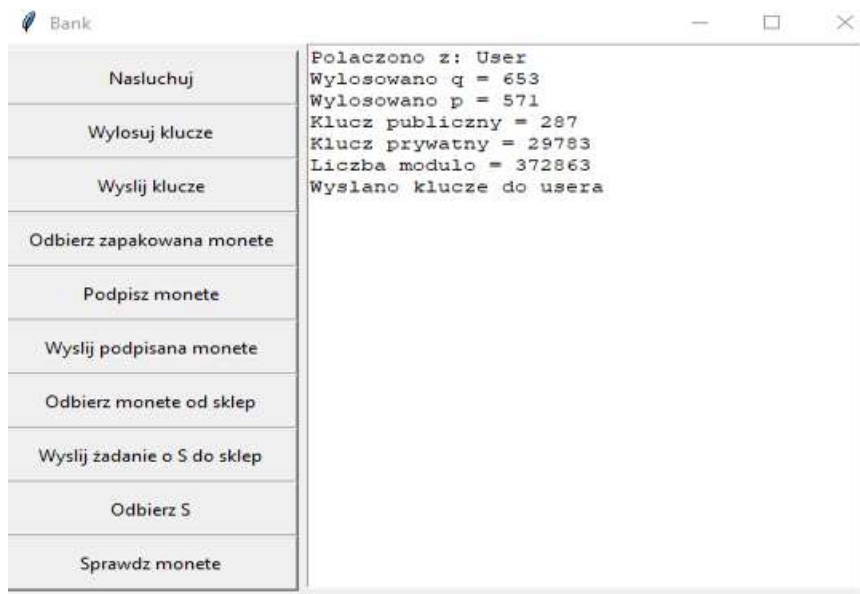 Bank
Nasluchuj
Wylosuj klucze
Wyslij klucze
Odbierz zapakowana monete
Podpisz monete
Wyslij podpisana monete
Odbierz monete od sklep
Wyslij żadanie o S do sklep
Odbierz S
Sprawdz monete
Polaczono z: User
Wylosowano q = 653
Wylosowano p = 571
Klucz publiczny = 287
Klucz prywatny = 29783
Liczba modulo = 372863
Wyslano klucze do usera